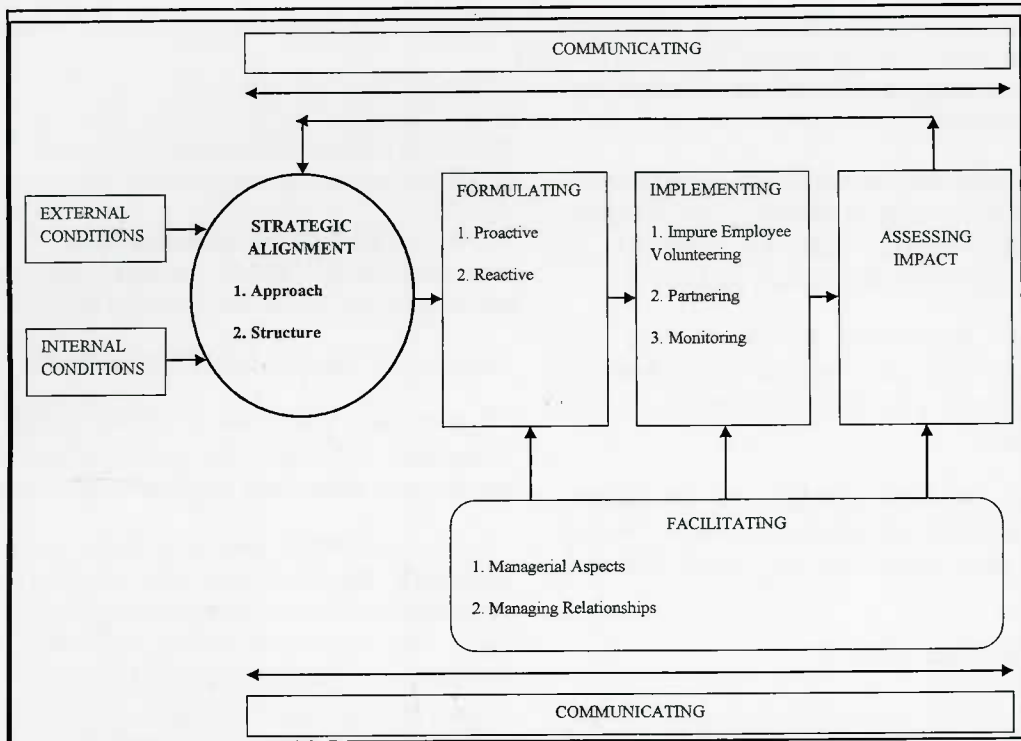 COMMUNICATING
EXTERNAL
CONDITIONS
INTERNAL
CONDITIONS
STRATEGIC
ALIGNMENT
1. Approach
2. Structure
FORMULATING
1. Proactive
2. Reactive
IMPLEMENTING
1. Impure Employee
Volunteering
2. Partnering
3. Monitoring
ASSESSING
IMPACT
FACILITATING
1. Managerial Aspects
2. Managing Relationships
COMMUNICATING